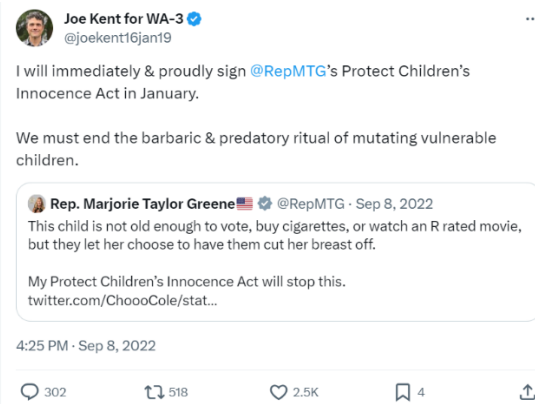 Joe Kent for WA-3
@joekent16jan19
I will immediately & proudly sign @RepMTG's Protect Children's
Innocence Act in January.
We must end the barbaric & predatory ritual of mutating vulnerable
children.
Rep. Marjorie Taylor Greene🇺🇸 @RepMTG · Sep 8, 2022
This child is not old enough to vote, buy cigarettes, or watch an R rated movie,
but they let her choose to have them cut her breast off.
My Protect Children's Innocence Act will stop this.
twitter.com/ChoooCole/stat...
4:25 PM · Sep 8, 2022
302 518 2.5K 4